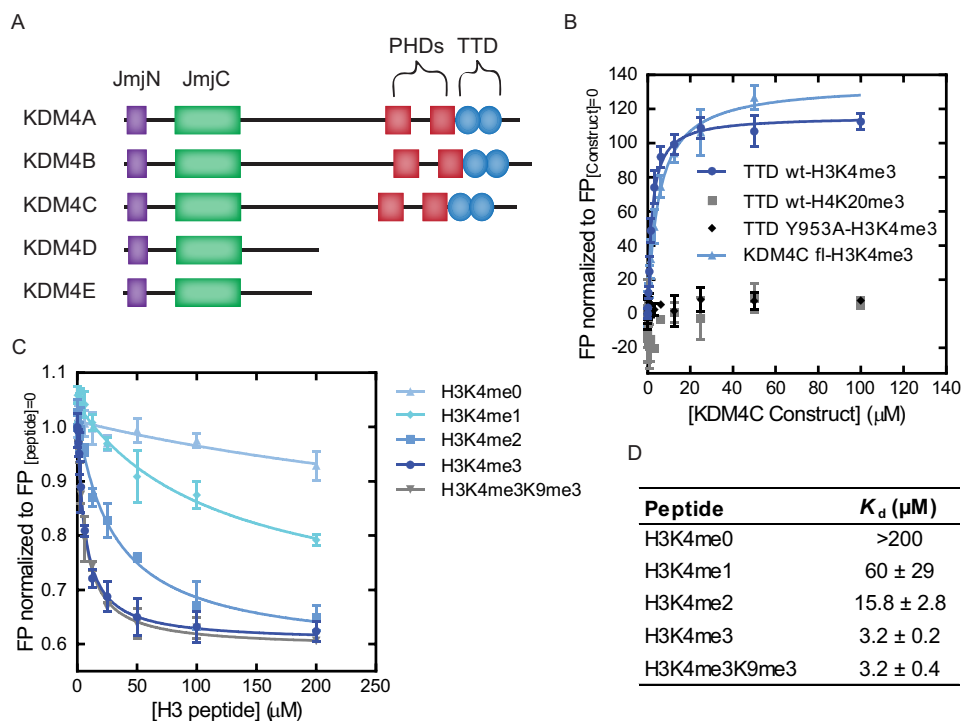 A
PHDs TTD
JmjN JmjC
KDM4A
KDM4B
KDM4C
KDM4D
KDM4E
B
FP normalized to FP[Construct]=0
140
120
100
80
60
40
20
0
-20
0 20 40 60 80 100 120 140
[KDM4C Construct] (μM)
TTD wt-H3K4me3
TTD wt-H4K20me3
TTD Y953A-H3K4me3
KDM4C fl-H3K4me3
C
FP normalized to FP [peptide]=0
1.1
1.0
0.9
0.8
0.7
0.6
0 50 100 150 200 250
[H3 peptide] (μM)
H3K4me0
H3K4me1
H3K4me2
H3K4me3
H3K4me3K9me3
D
Peptide Kd (μM)
H3K4me0 >200
H3K4me1 60 ± 29
H3K4me2 15.8 ± 2.8
H3K4me3 3.2 ± 0.2
H3K4me3K9me3 3.2 ± 0.4